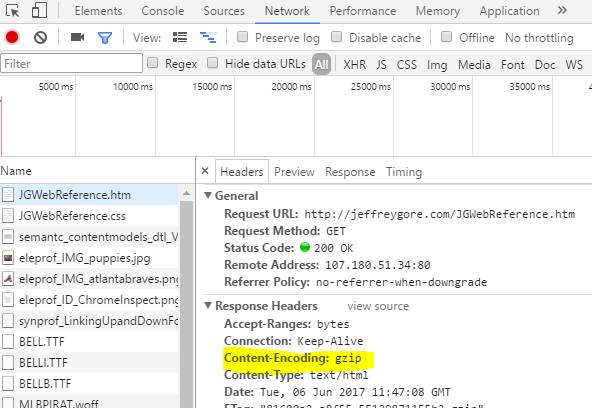 Elements Console Sources Network Performance Memory Application
View: Preserve log Disable cache Offline No throttling
Filter Regex Hide data URLs All XHR JS CSS Img Media Font Doc WS
5000 ms 10000 ms 15000 ms 20000 ms 25000 ms 30000 ms 35000 ms
Name
JGWebReference.htm
JGWebReference.css
semantc_contentmodels_dtl_V
eleprof_IMG_puppies.jpg
eleprof_IMG_atlantabraves.png
eleprof_ID_ChromeInspect.png
synprof_LinkingUpandDownFo
BELL.TTF
BELLI.TTF
BELLB.TTF
MLBPIRAT.woff
× Headers Preview Response Timing
General
Request URL: http://jeffreygore.com/JGWebReference.htm
Request Method: GET
Status Code: 200 OK
Remote Address: 107.180.51.34:80
Referrer Policy: no-referrer-when-downgrade
Response Headers view source
Accept-Ranges: bytes
Connection: Keep-Alive
Content-Encoding: gzip
Content-Type: text/html
Date: Tue, 06 Jun 2017 11:47:08 GMT